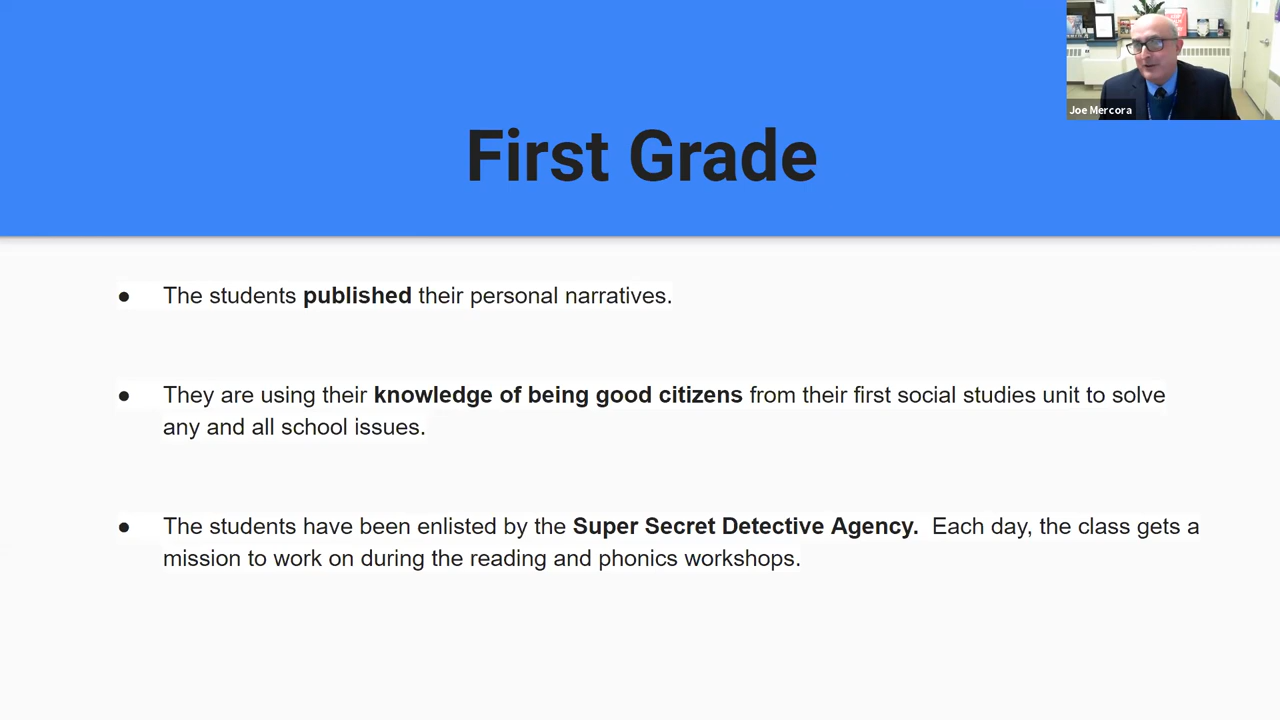 Joe Mercora
First Grade
● The students published their personal narratives.
● They are using their knowledge of being good citizens from their first social studies unit to solve
any and all school issues.
● The students have been enlisted by the Super Secret Detective Agency.  Each day, the class gets a
mission to work on during the reading and phonics workshops.